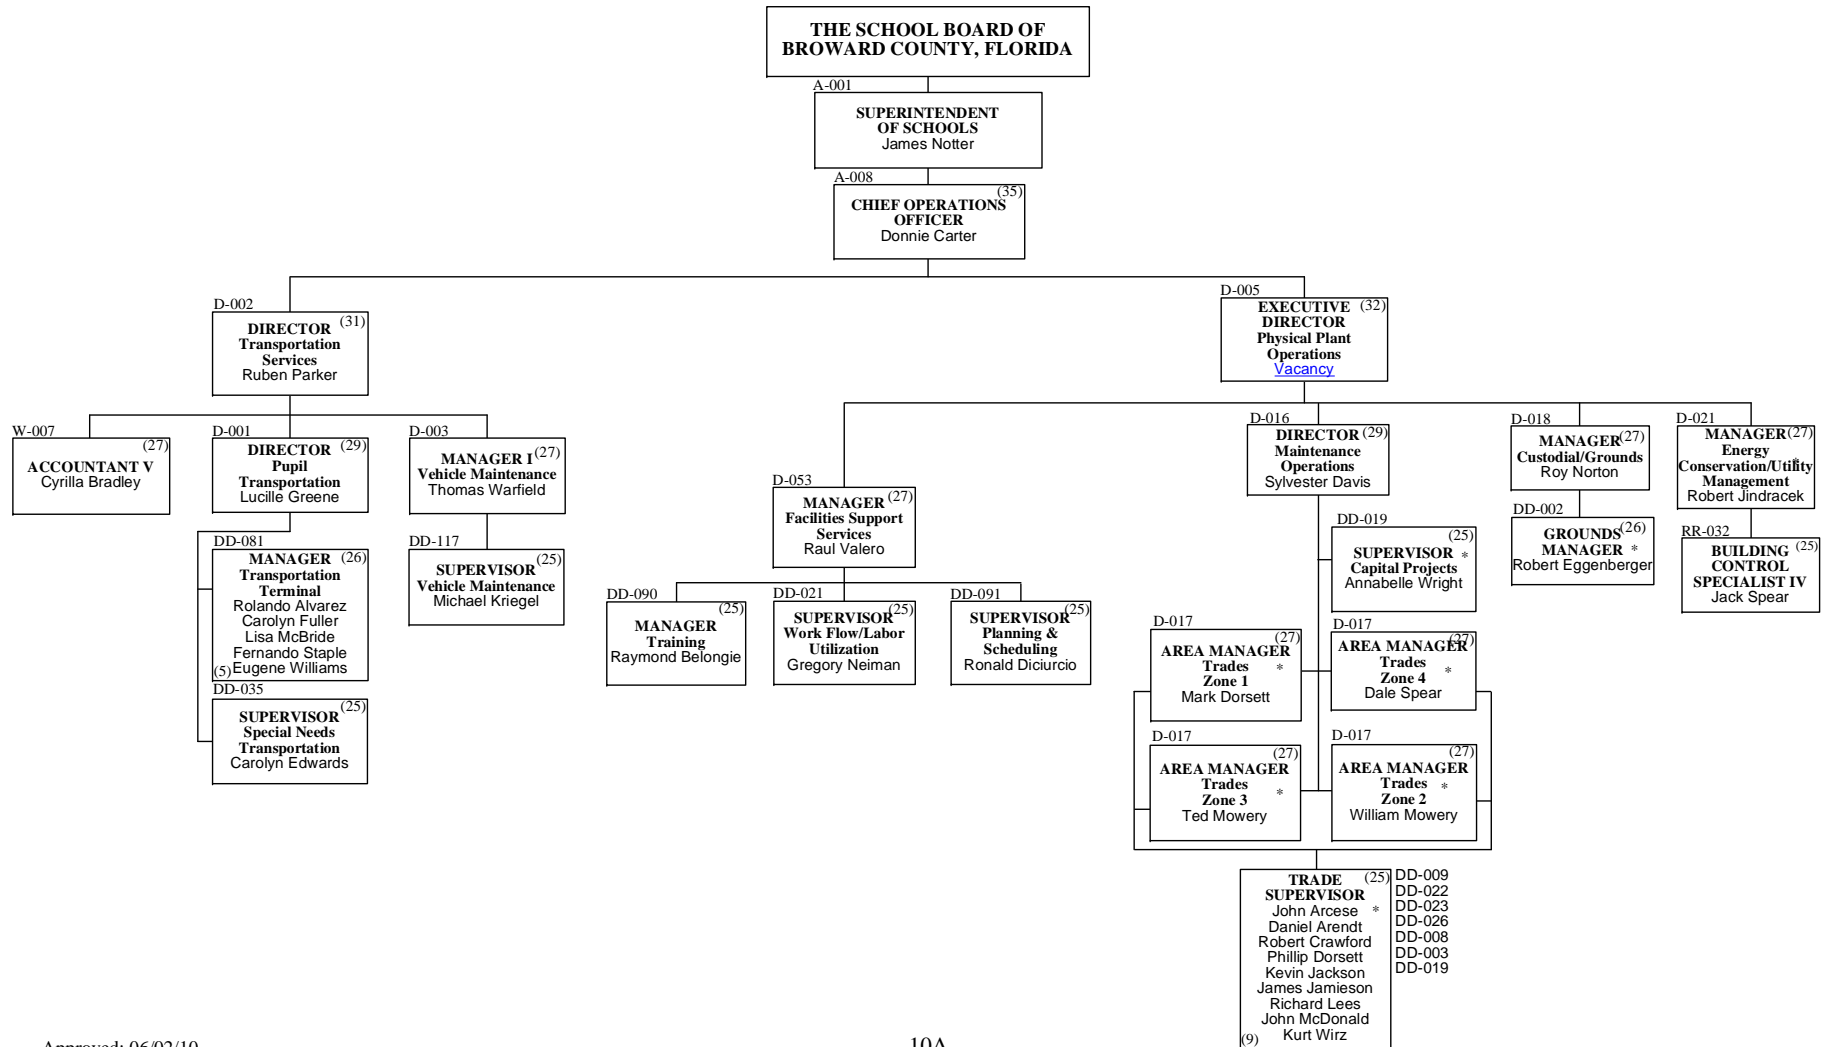 THE SCHOOL BOARD OF
BROWARD COUNTY, FLORIDA
A-001
SUPERINTENDENT
OF SCHOOLS
James Notter
A-008
(35)
CHIEF OPERATIONS
OFFICER
Donnie Carter
D-002
(31)
DIRECTOR
Transportation
Services
Ruben Parker
D-005
(32)
EXECUTIVE
DIRECTOR
Physical Plant
Operations
Vacancy
W-007
(27)
ACCOUNTANT V
Cyrilla Bradley
D-001
(29)
DIRECTOR
Pupil
Transportation
Lucille Greene
D-003
(27)
MANAGER I
Vehicle Maintenance
Thomas Warfield
DD-081
(26)
MANAGER
Transportation
Terminal
Rolando Alvarez
Carolyn Fuller
Lisa McBride
Fernando Staple
Eugene Williams
(5)
DD-035
(25)
SUPERVISOR
Special Needs
Transportation
Carolyn Edwards
DD-117
(25)
SUPERVISOR
Vehicle Maintenance
Michael Kriegel
D-053
(27)
MANAGER
Facilities Support
Services
Raul Valero
DD-090
(25)
MANAGER
Training
Raymond Belongie
DD-021
(25)
SUPERVISOR
Work Flow/Labor
Utilization
Gregory Neiman
DD-091
(25)
SUPERVISOR
Planning &
Scheduling
Ronald Diciurcio
D-016
(29)
DIRECTOR
Maintenance
Operations
Sylvester Davis
DD-019
(25)
SUPERVISOR *
Capital Projects
Annabelle Wright
D-017
(27)
AREA MANAGER
Trades
Zone 1 *
Mark Dorsett
D-017
(27)
AREA MANAGER
Trades
Zone 4 *
Dale Spear
D-017
(27)
AREA MANAGER
Trades
Zone 3 *
Ted Mowery
D-017
(27)
AREA MANAGER
Trades *
Zone 2
William Mowery
TRADE (25)
SUPERVISOR
John Arcese *
Daniel Arendt
Robert Crawford
Phillip Dorsett
Kevin Jackson
James Jamieson
Richard Lees
John McDonald
Kurt Wirz
(9)
DD-009
DD-022
DD-023
DD-026
DD-008
DD-003
DD-019
D-018
(27)
MANAGER
Custodial/Grounds
Roy Norton
DD-002
(26)
GROUNDS
MANAGER *
Robert Eggenberger
D-021
(27)
MANAGER
Energy
Conservation/Utility *
Management
Robert Jindracek
RR-032
(25)
BUILDING
CONTROL
SPECIALIST IV
Jack Spear
Approved: 06/02/10
10A